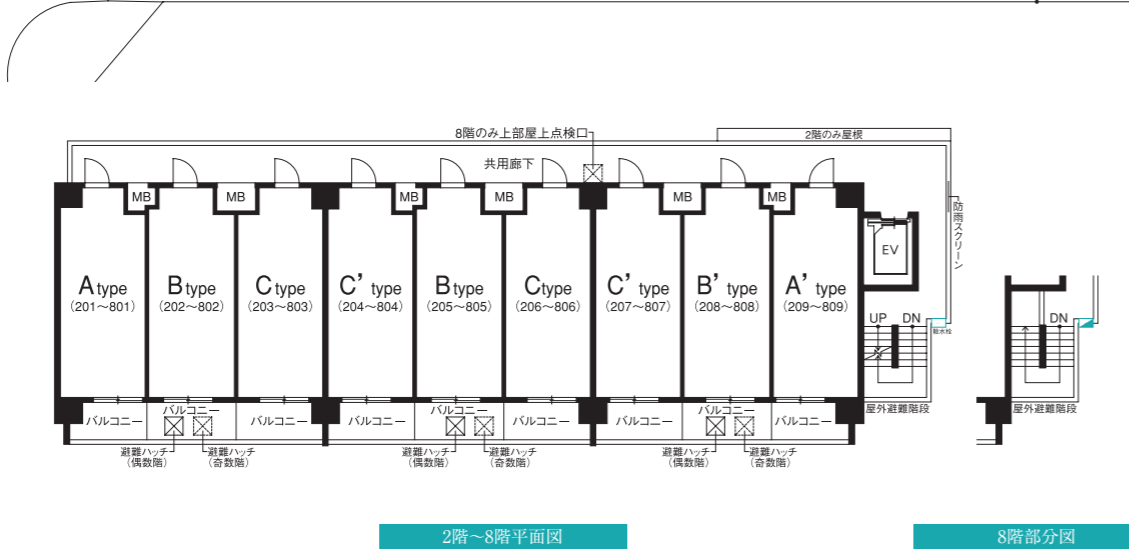 8階のみ上部屋上点検口
2階のみ屋根
共用廊下
MB
MB
MB
MB
MB
MB
防雨スクリーン
EV
A type
(201～801)
B type
(202～802)
C type
(203～803)
C' type
(204～804)
B type
(205～805)
C type
(206～806)
C' type
(207～807)
B' type
(208～808)
A' type
(209～809)
UP
DN
DN
屋外避難階段
屋外避難階段
バルコニー
バルコニー
バルコニー
バルコニー
バルコニー
バルコニー
バルコニー
バルコニー
バルコニー
避難ハッチ
(偶数階)
避難ハッチ
(奇数階)
避難ハッチ
(偶数階)
避難ハッチ
(奇数階)
避難ハッチ
(偶数階)
避難ハッチ
(奇数階)
2階～8階平面図
8階部分図